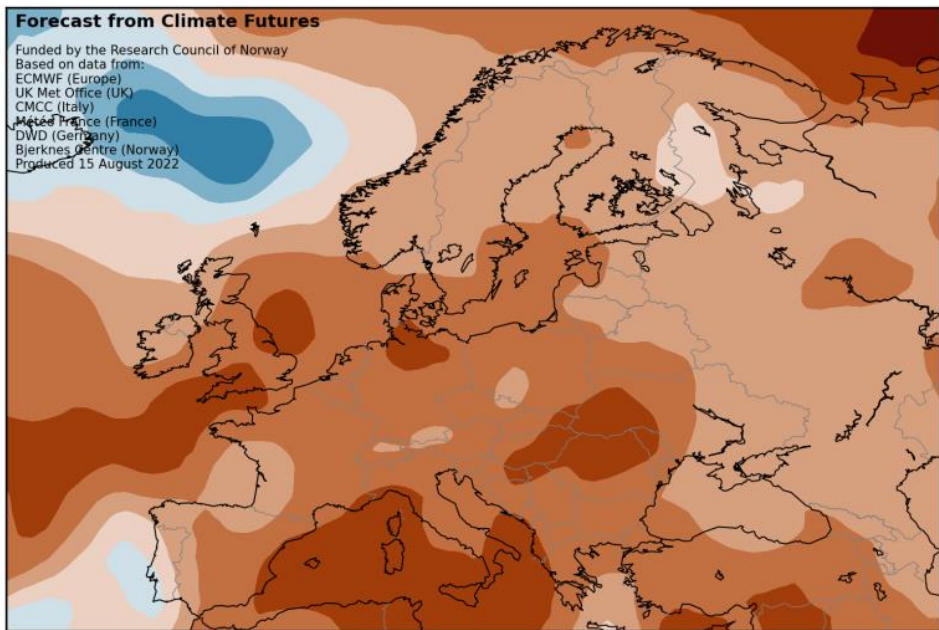 Forecast from Climate Futures
Funded by the Research Council of Norway
Based on data from:
ECMWF (Europe)
UK Met Office (UK)
CMCC (Italy)
Météo France (France)
DWD (Germany)
Bjerknes Centre (Norway)
Produced 15 August 2022